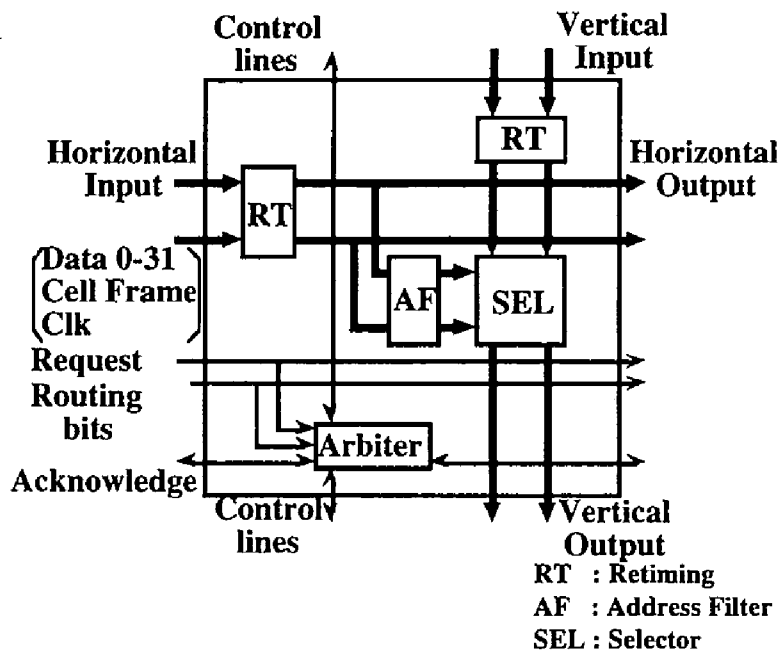 Control
lines
Vertical
Input
RT
Horizontal
Input
Horizontal
Output
RT
Data 0-31
Cell Frame
Clk
AF
SEL
Request
Routing
bits
Arbiter
Acknowledge
Control
lines
Vertical
Output
RT : Retiming
AF : Address Filter
SEL : Selector